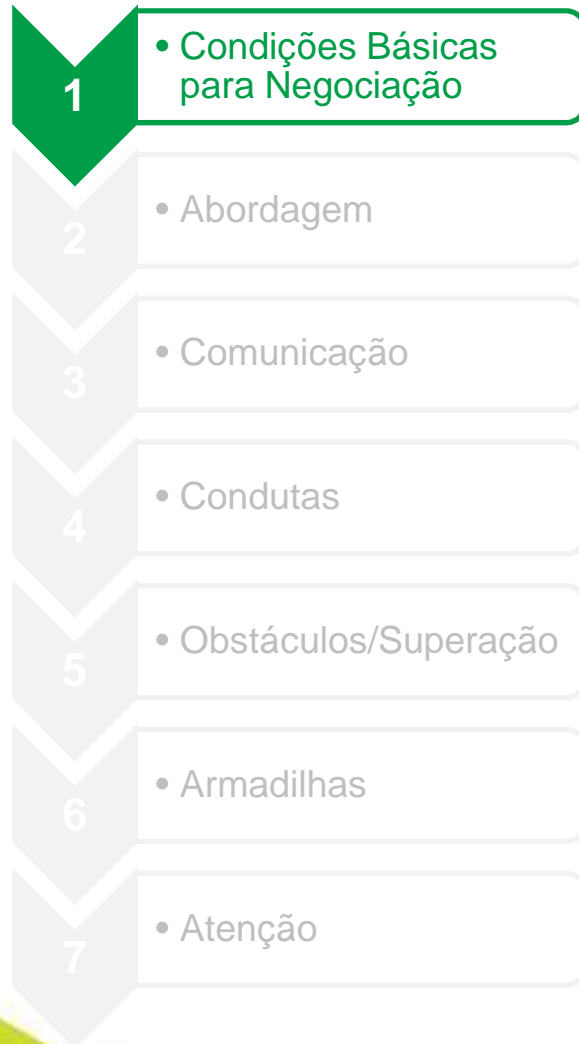 1
• Condições Básicas
para Negociação
2
• Abordagem
3
• Comunicação
4
• Condutas
5
• Obstáculos/Superação
6
• Armadilhas
7
• Atenção